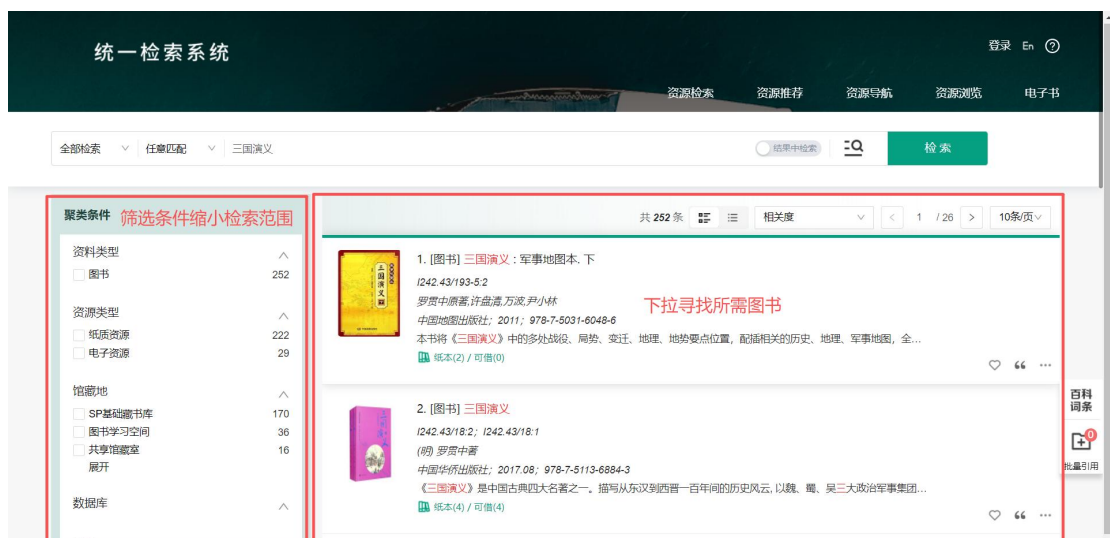 统一检索系统
登录 En ?
资源检索 资源推荐 资源导航 资源浏览 电子书
全部检索 任意匹配 三国演义 结果中检索 检索
聚类条件 筛选条件缩小检索范围
共 252 条 相关度 < 1 / 26 > 10条/页
资料类型
图书 252
资源类型
纸质资源 222
电子资源 29
馆藏地
SP基础藏书库 170
图书学习空间 36
共享馆藏室 16
展开
数据库
1. [图书] 三国演义 : 军事地图本. 下
I242.43/193-5:2
罗贯中原著,许盘清,万波,尹小林
中国地图出版社; 2011; 978-7-5031-6048-6
下拉寻找所需图书
本书将《三国演义》中的多处战役、局势、变迁、地理、地势要点位置，配插相关的历史、地理、军事地图，全…
纸本(2) / 可借(0)
三国演义
2. [图书] 三国演义
I242.43/18:2; I242.43/18:1
(明) 罗贯中著
中国华侨出版社; 2017.08; 978-7-5113-6884-3
《三国演义》是中国古典四大名著之一。描写从东汉到西晋一百年间的历史风云, 以魏、蜀、吴三大政治军事集团…
纸本(4) / 可借(4)
百科
词条
0
批量引用